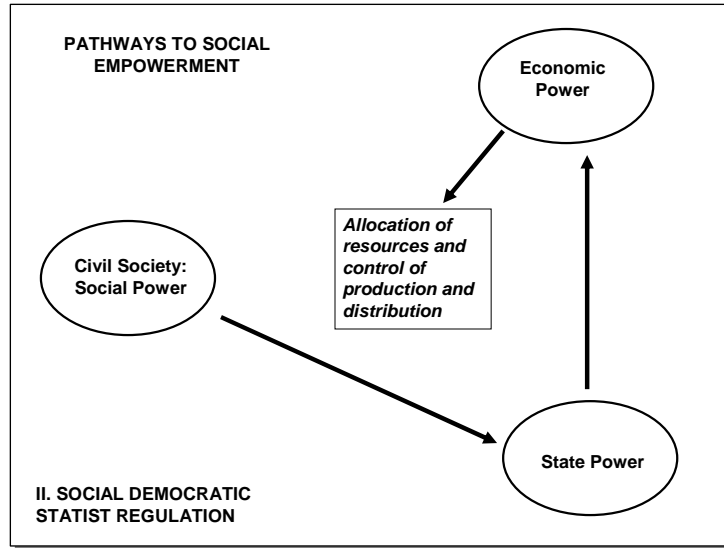 PATHWAYS TO SOCIAL
EMPOWERMENT
Economic
Power
Allocation of
resources and
control of
production and
distribution
Civil Society:
Social Power
State Power
II. SOCIAL DEMOCRATIC
STATIST REGULATION